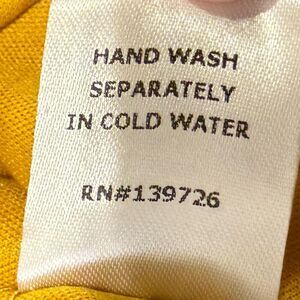 HAND WASH
SEPARATELY
IN COLD WATER
RN#139726